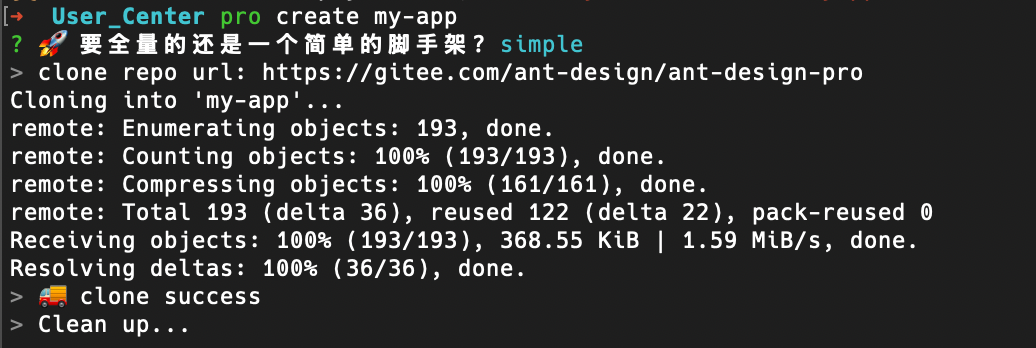 [➜  User_Center pro create my-app
? 🚀 要全量的还是一个简单的脚手架? simple
> clone repo url: https://gitee.com/ant-design/ant-design-pro
Cloning into 'my-app'...
remote: Enumerating objects: 193, done.
remote: Counting objects: 100% (193/193), done.
remote: Compressing objects: 100% (161/161), done.
remote: Total 193 (delta 36), reused 122 (delta 22), pack-reused 0
Receiving objects: 100% (193/193), 368.55 KiB | 1.59 MiB/s, done.
Resolving deltas: 100% (36/36), done.
> 🚚 clone success
> Clean up...